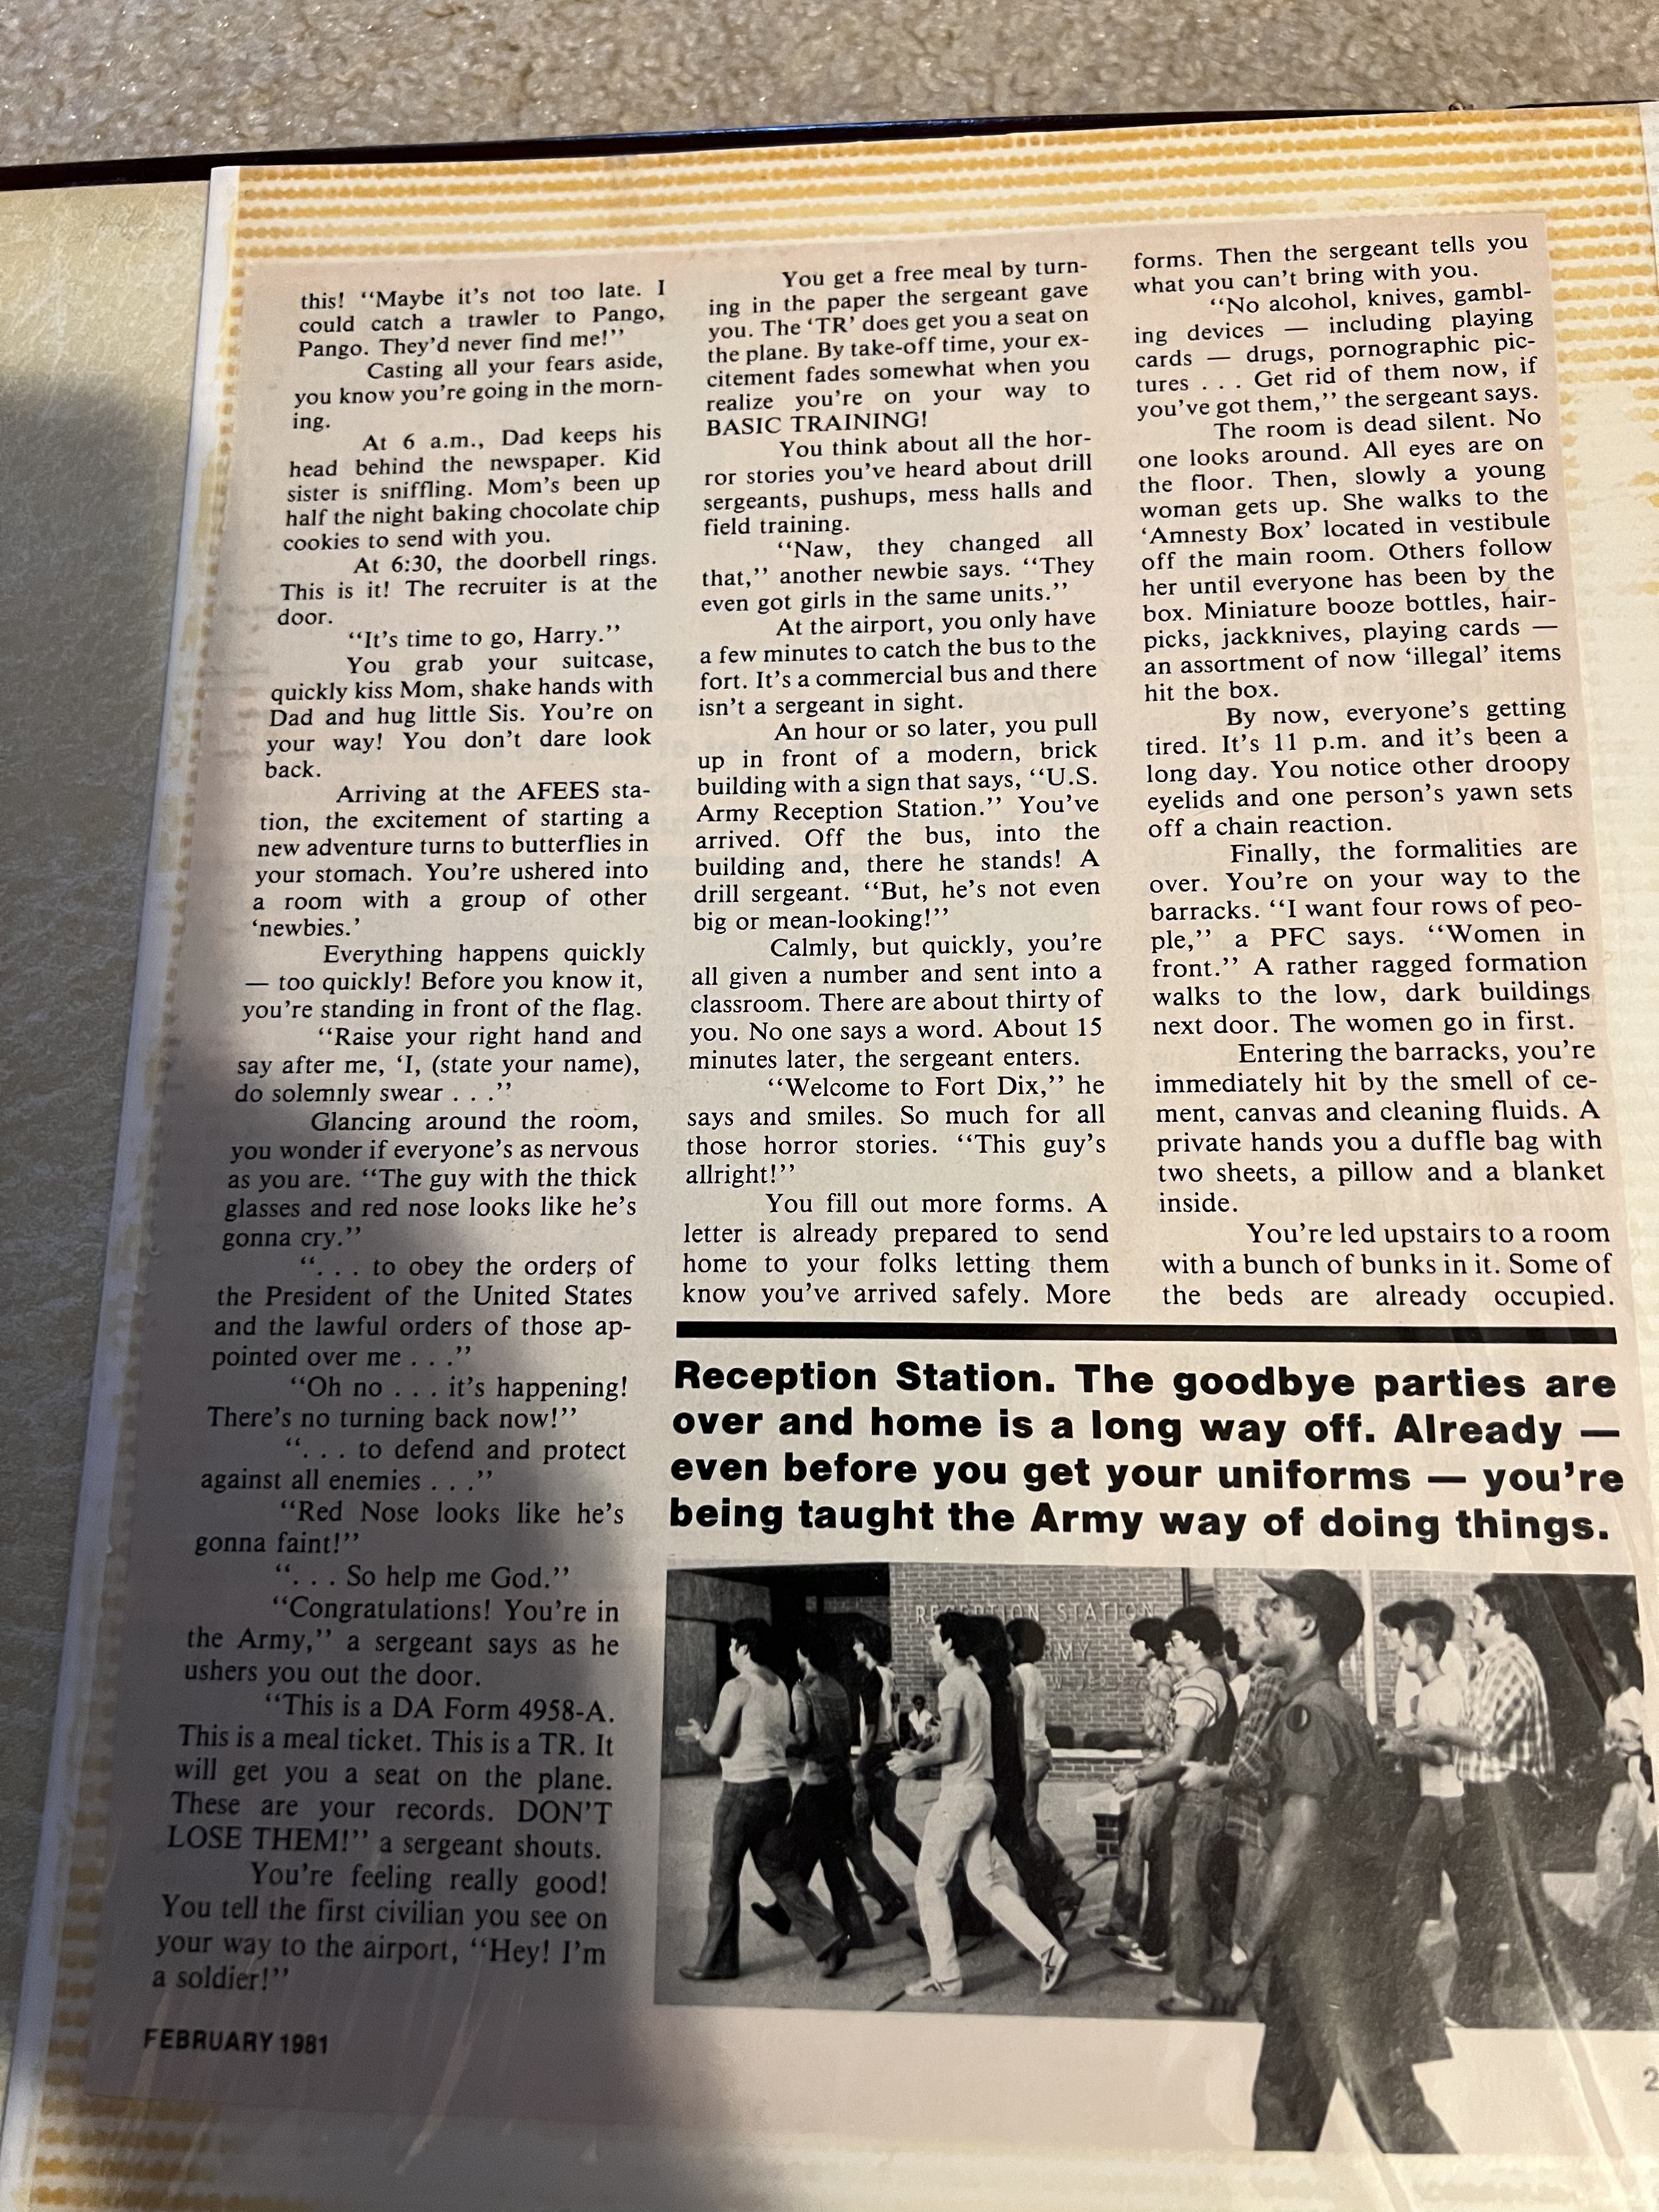 this! “Maybe it’s not too late. I
could catch a trawler to Pango,
Pango. They’d never find me!”
Casting all your fears aside,
you know you’re going in the morn-
ing.
At 6 a.m., Dad keeps his
head behind the newspaper. Kid
sister is sniffling. Mom’s been up
half the night baking chocolate chip
cookies to send with you.
At 6:30, the doorbell rings.
This is it! The recruiter is at the
door.
“It’s time to go, Harry.”
You grab your suitcase,
quickly kiss Mom, shake hands with
Dad and hug little Sis. You’re on
your way! You don’t dare look
back.
Arriving at the AFEES sta-
tion, the excitement of starting a
new adventure turns to butterflies in
your stomach. You’re ushered into
a room with a group of other
‘newbies.’
Everything happens quickly
— too quickly! Before you know it,
you’re standing in front of the flag.
“Raise your right hand and
say after me, ‘I, (state your name),
do solemnly swear . . .”
Glancing around the room,
you wonder if everyone’s as nervous
as you are. “The guy with the thick
glasses and red nose looks like he’s
gonna cry.”
“. . . to obey the orders of
the President of the United States
and the lawful orders of those ap-
pointed over me . . .”
“Oh no . . . it’s happening!
There’s no turning back now!”
“. . . to defend and protect
against all enemies . . .”
“Red Nose looks like he’s
gonna faint!”
“. . . So help me God.”
“Congratulations! You’re in
the Army,” a sergeant says as he
ushers you out the door.
“This is a DA Form 4958-A.
This is a meal ticket. This is a TR. It
will get you a seat on the plane.
These are your records. DON’T
LOSE THEM!” a sergeant shouts.
You’re feeling really good!
You tell the first civilian you see on
your way to the airport, “Hey! I’m
a soldier!”
You get a free meal by turn-
ing in the paper the sergeant gave
you. The ‘TR’ does get you a seat on
the plane. By take-off time, your ex-
citement fades somewhat when you
realize you’re on your way to
BASIC TRAINING!
You think about all the hor-
ror stories you’ve heard about drill
sergeants, pushups, mess halls and
field training.
“Naw, they changed all
that,” another newbie says. “They
even got girls in the same units.”
At the airport, you only have
a few minutes to catch the bus to the
fort. It’s a commercial bus and there
isn’t a sergeant in sight.
An hour or so later, you pull
up in front of a modern, brick
building with a sign that says, “U.S.
Army Reception Station.” You’ve
arrived. Off the bus, into the
building and, there he stands! A
drill sergeant. “But, he’s not even
big or mean-looking!”
Calmly, but quickly, you’re
all given a number and sent into a
classroom. There are about thirty of
you. No one says a word. About 15
minutes later, the sergeant enters.
“Welcome to Fort Dix,” he
says and smiles. So much for all
those horror stories. “This guy’s
allright!”
You fill out more forms. A
letter is already prepared to send
home to your folks letting them
know you’ve arrived safely. More
forms. Then the sergeant tells you
what you can’t bring with you.
“No alcohol, knives, gambl-
ing devices — including playing
cards — drugs, pornographic pic-
tures . . . Get rid of them now, if
you’ve got them,” the sergeant says.
The room is dead silent. No
one looks around. All eyes are on
the floor. Then, slowly a young
woman gets up. She walks to the
‘Amnesty Box’ located in vestibule
off the main room. Others follow
her until everyone has been by the
box. Miniature booze bottles, hair-
picks, jackknives, playing cards —
an assortment of now ‘illegal’ items
hit the box.
By now, everyone’s getting
tired. It’s 11 p.m. and it’s been a
long day. You notice other droopy
eyelids and one person’s yawn sets
off a chain reaction.
Finally, the formalities are
over. You’re on your way to the
barracks. “I want four rows of peo-
ple,” a PFC says. “Women in
front.” A rather ragged formation
walks to the low, dark buildings
next door. The women go in first.
Entering the barracks, you’re
immediately hit by the smell of ce-
ment, canvas and cleaning fluids. A
private hands you a duffle bag with
two sheets, a pillow and a blanket
inside.
You’re led upstairs to a room
with a bunch of bunks in it. Some of
the beds are already occupied.
Reception Station. The goodbye parties are
over and home is a long way off. Already —
even before you get your uniforms — you’re
being taught the Army way of doing things.
RECEPTION STATION
FEBRUARY 1981